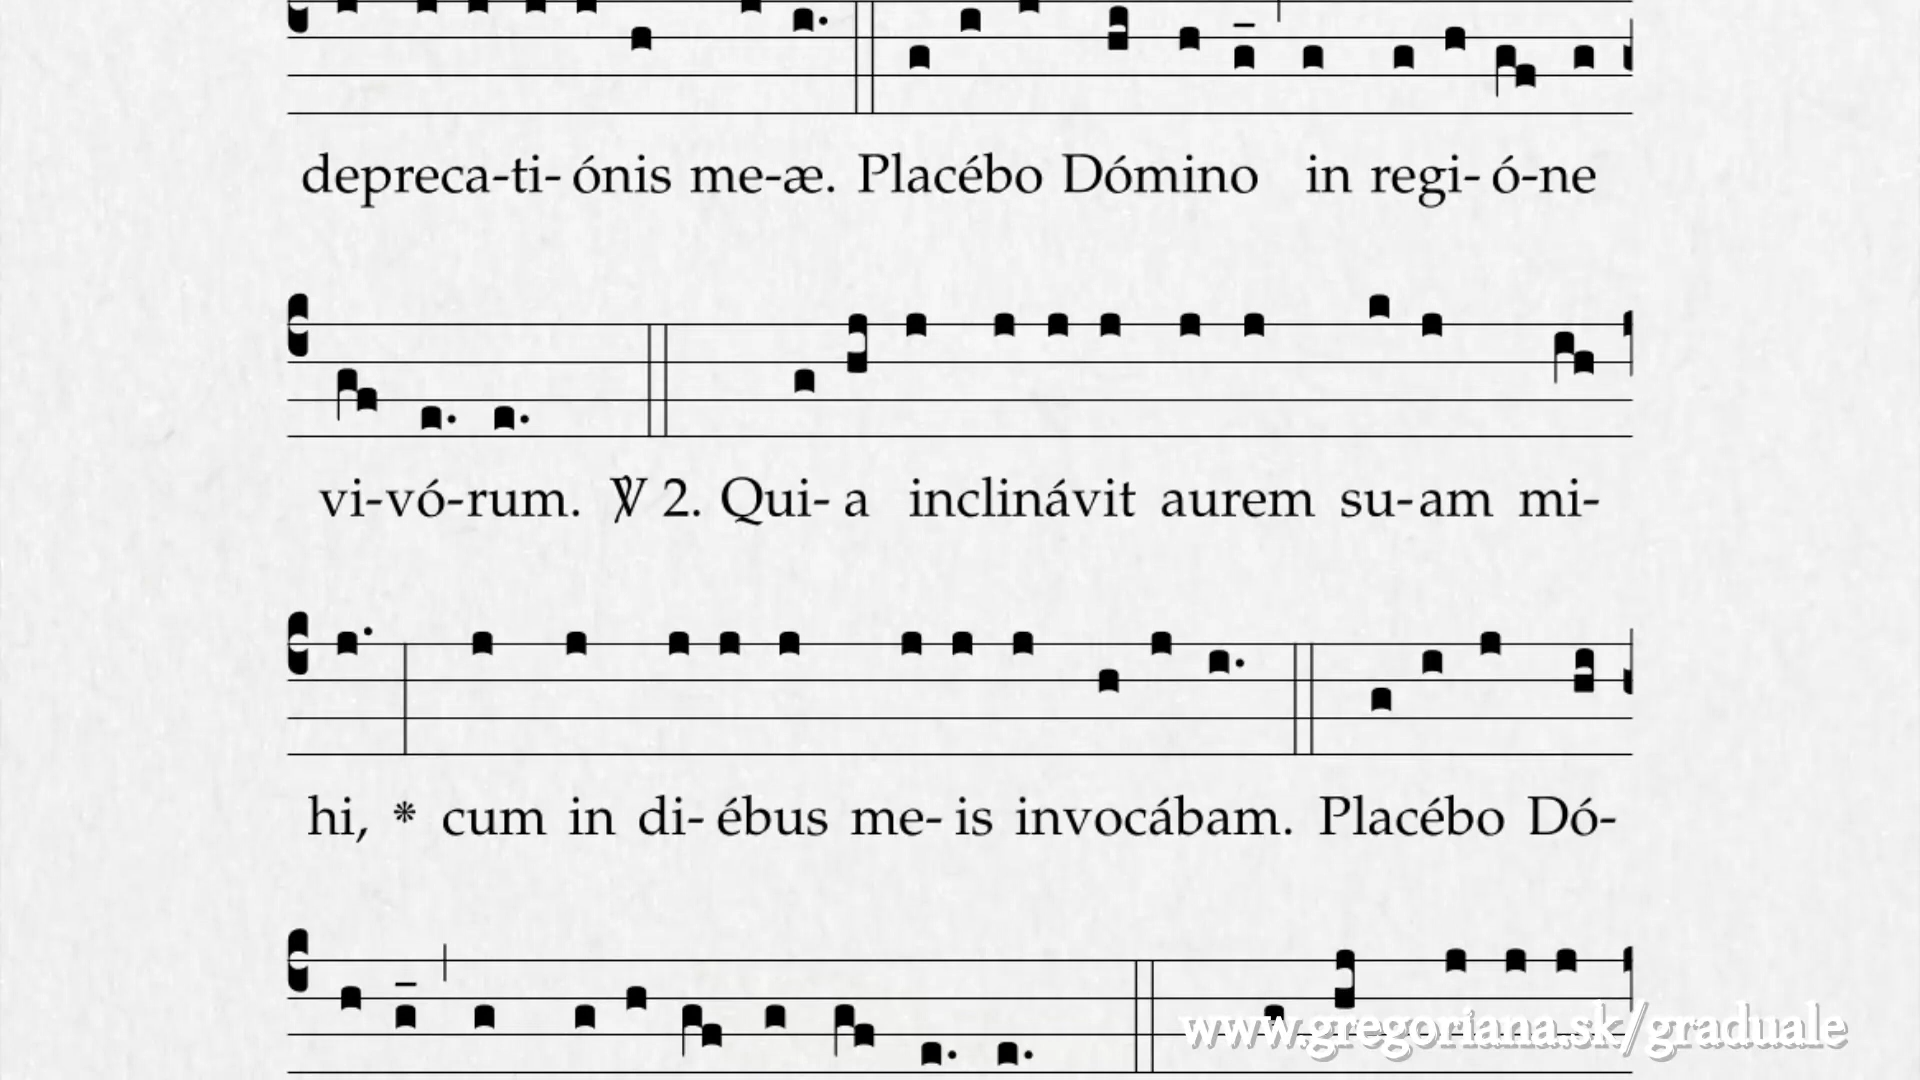 depreca-ti-ónis me-æ. Placébo Dómino in regi-ó-ne
vi-vó-rum. ℣ 2. Qui-a inclinávit aurem su-am mi-
hi, * cum in di-ébus me-is invocábam. Placébo Dó-
www.gregoriana.sk/graduale